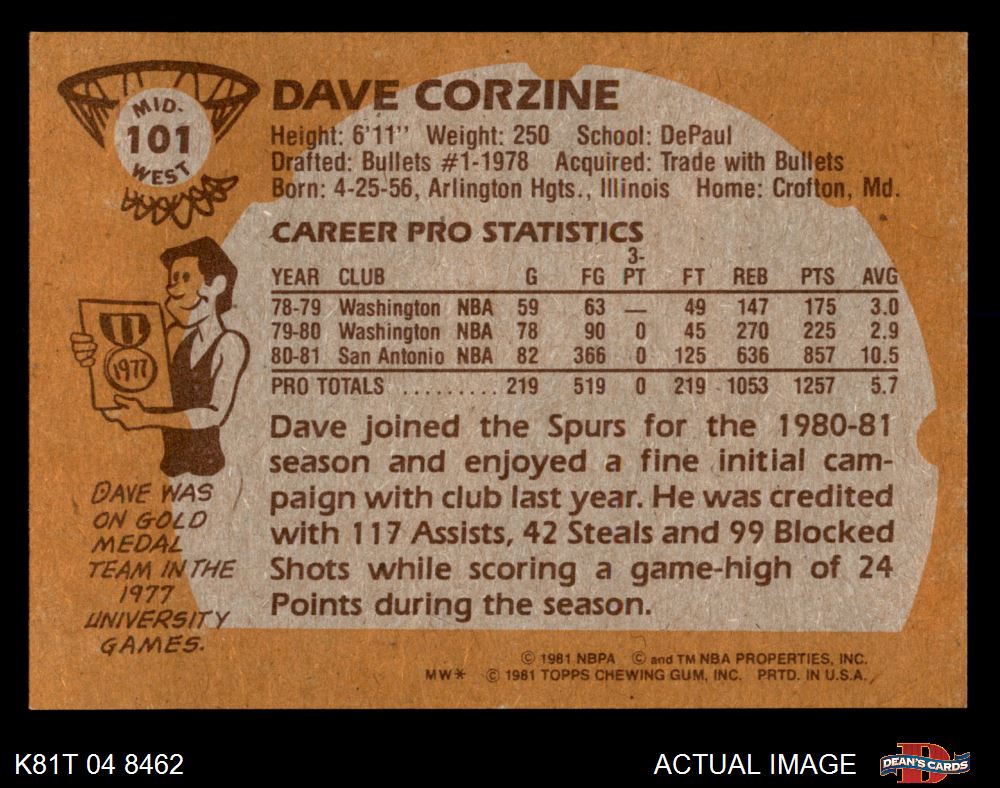 MID-
101
WEST
DAVE CORZINE
Height: 6'11" Weight: 250 School: DePaul
Drafted: Bullets #1-1978 Acquired: Trade with Bullets
Born: 4-25-56, Arlington Hgts., Illinois Home: Crofton, Md.
CAREER PRO STATISTICS
YEAR CLUB G FG 3-PT FT REB PTS AVG
78-79 Washington NBA 59 63 — 49 147 175 3.0
79-80 Washington NBA 78 90 0 45 270 225 2.9
80-81 San Antonio NBA 82 366 0 125 636 857 10.5
PRO TOTALS .......... 219 519 0 219 1053 1257 5.7
Dave joined the Spurs for the 1980-81
season and enjoyed a fine initial cam-
paign with club last year. He was credited
with 117 Assists, 42 Steals and 99 Blocked
Shots while scoring a game-high of 24
Points during the season.
1977
DAVE WAS
ON GOLD
MEDAL
TEAM IN THE
1977
UNIVERSITY
GAMES.
© 1981 NBPA © and TM NBA PROPERTIES, INC.
MW* © 1981 TOPPS CHEWING GUM, INC. PRTD. IN U.S.A.
K81T 04 8462
ACTUAL IMAGE
D
DEAN'S CARDS